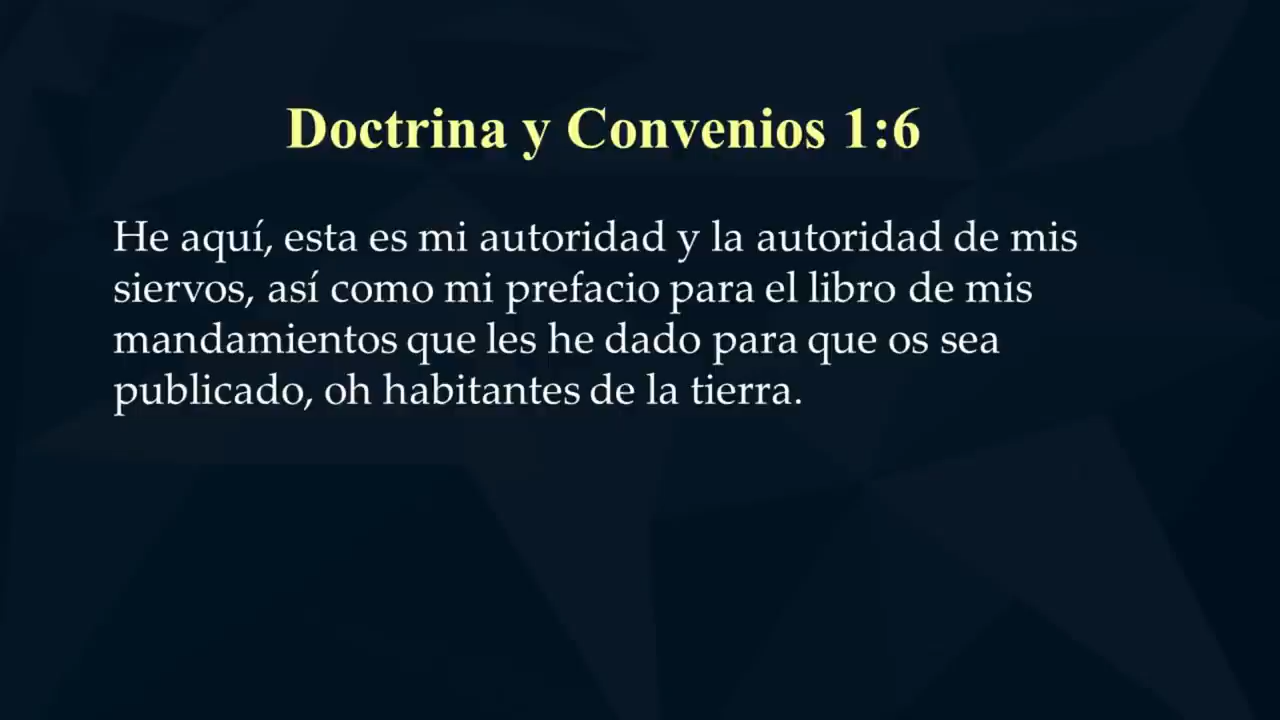 Doctrina y Convenios 1:6
He aquí, esta es mi autoridad y la autoridad de mis
siervos, así como mi prefacio para el libro de mis
mandamientos que les he dado para que os sea
publicado, oh habitantes de la tierra.